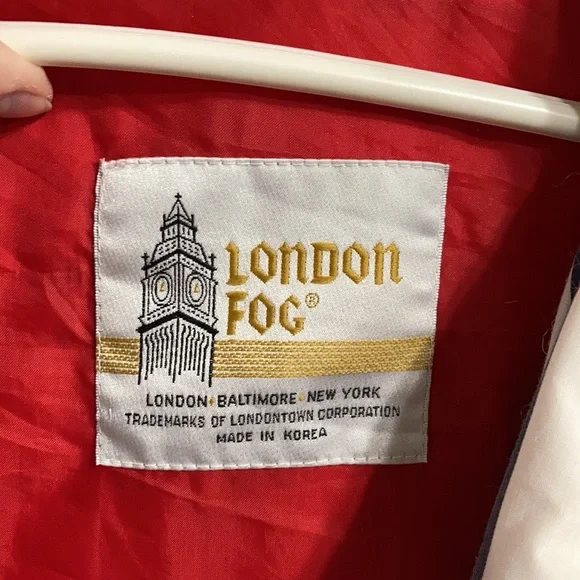 LONDON
FOG®
LONDON • BALTIMORE • NEW YORK
TRADEMARKS OF LONDONTOWN CORPORATION
MADE IN KOREA